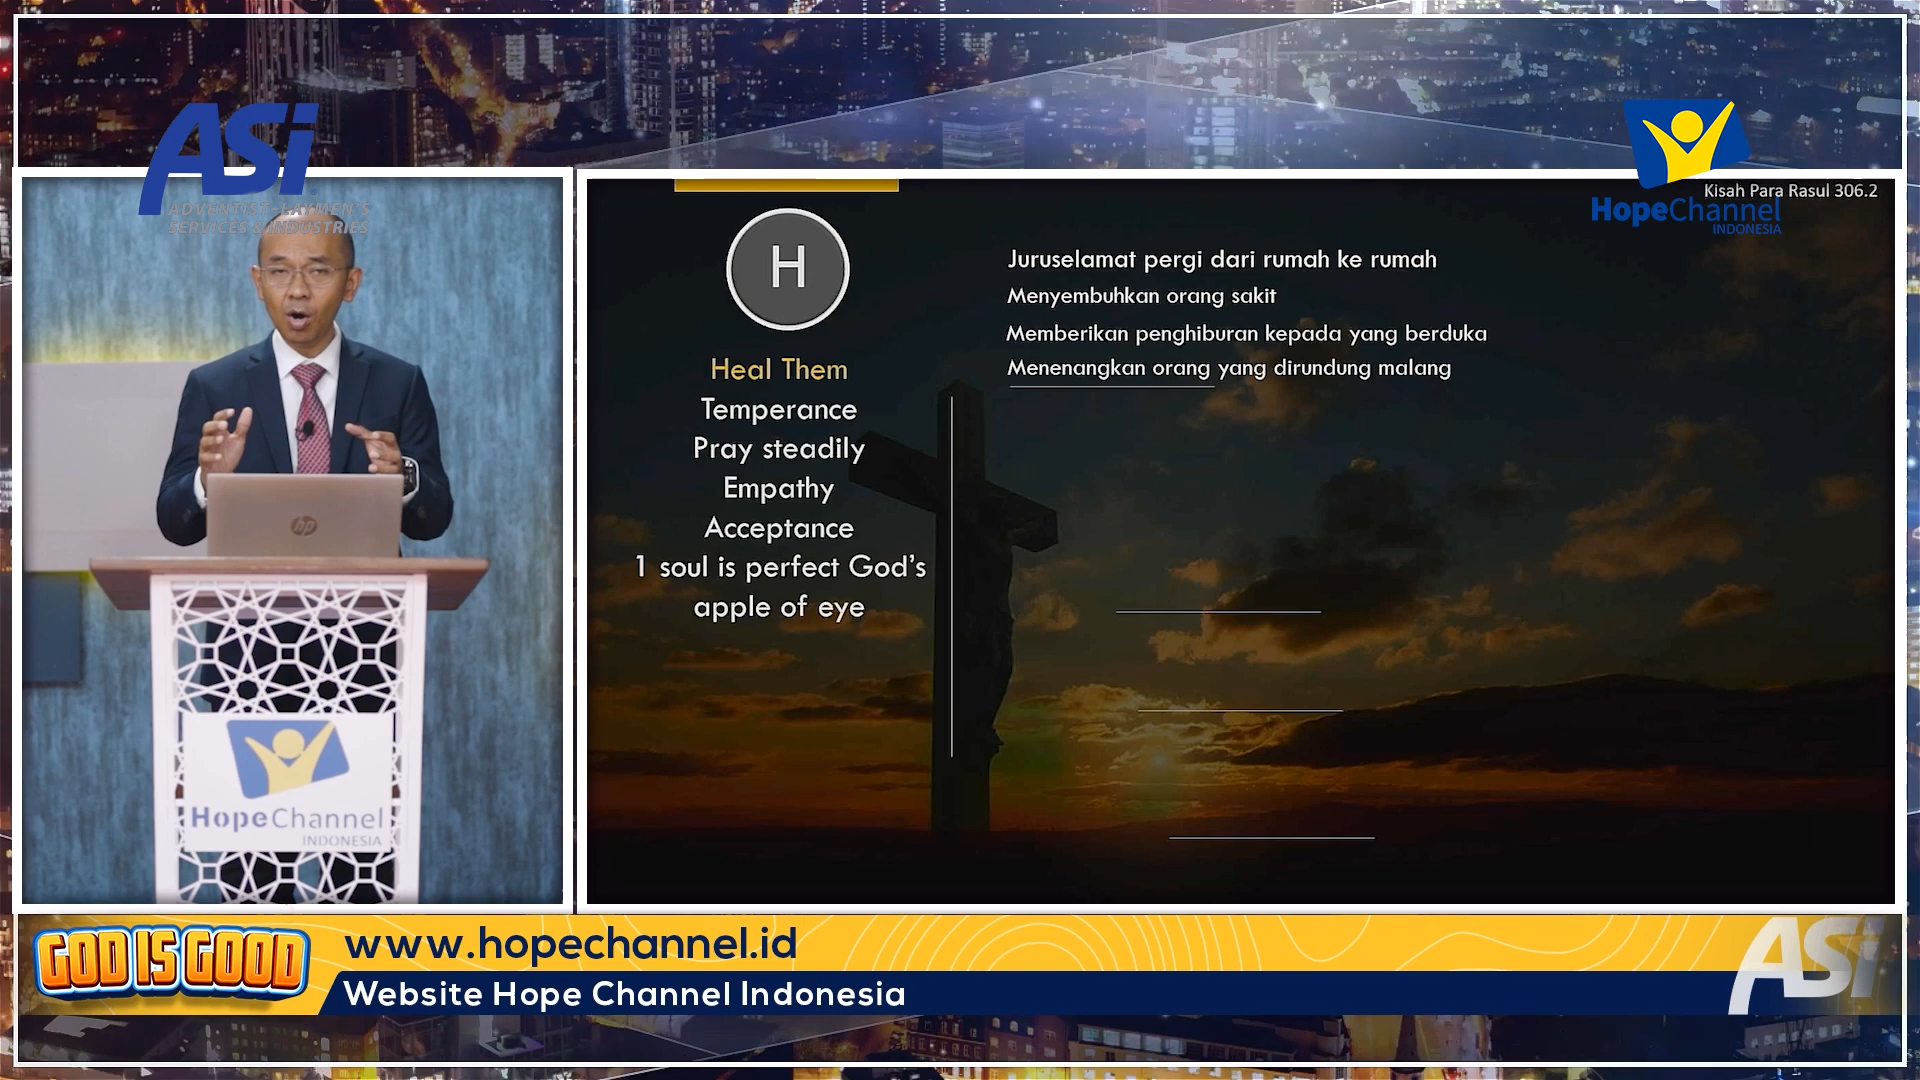 ASi
ADVENTIST-LAYMEN'S
SERVICES & INDUSTRIES
HopeChannel
INDONESIA
Kisah Para Rasul 306.2
H
Heal Them
Temperance
Pray steadily
Empathy
Acceptance
1 soul is perfect God's
apple of eye
Juruselamat pergi dari rumah ke rumah
Menyembuhkan orang sakit
Memberikan penghiburan kepada yang berduka
Menenangkan orang yang dirundung malang
hp
HopeChannel
INDONESIA
GOD IS GOOD
www.hopechannel.id
Website Hope Channel Indonesia
ASi